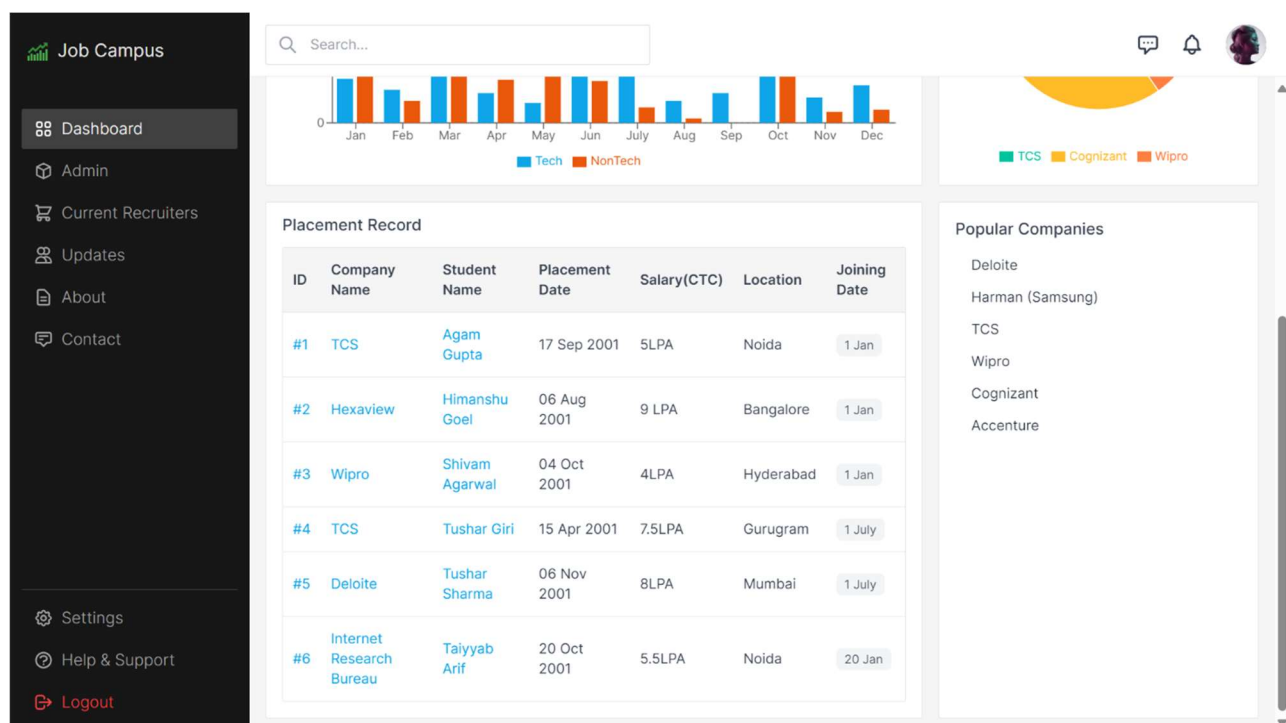 Job Campus
Search...
Dashboard
Admin
Current Recruiters
Updates
About
Contact
Settings
Help & Support
Logout
0
Jan Feb Mar Apr May Jun July Aug Sep Oct Nov Dec
Tech NonTech
TCS Cognizant Wipro
Placement Record
ID Company Name Student Name Placement Date Salary(CTC) Location Joining Date
#1 TCS Agam Gupta 17 Sep 2001 5LPA Noida 1 Jan
#2 Hexaview Himanshu Goel 06 Aug 2001 9 LPA Bangalore 1 Jan
#3 Wipro Shivam Agarwal 04 Oct 2001 4LPA Hyderabad 1 Jan
#4 TCS Tushar Giri 15 Apr 2001 7.5LPA Gurugram 1 July
#5 Deloite Tushar Sharma 06 Nov 2001 8LPA Mumbai 1 July
#6 Internet Research Bureau Taiyyab Arif 20 Oct 2001 5.5LPA Noida 20 Jan
Popular Companies
Deloite
Harman (Samsung)
TCS
Wipro
Cognizant
Accenture